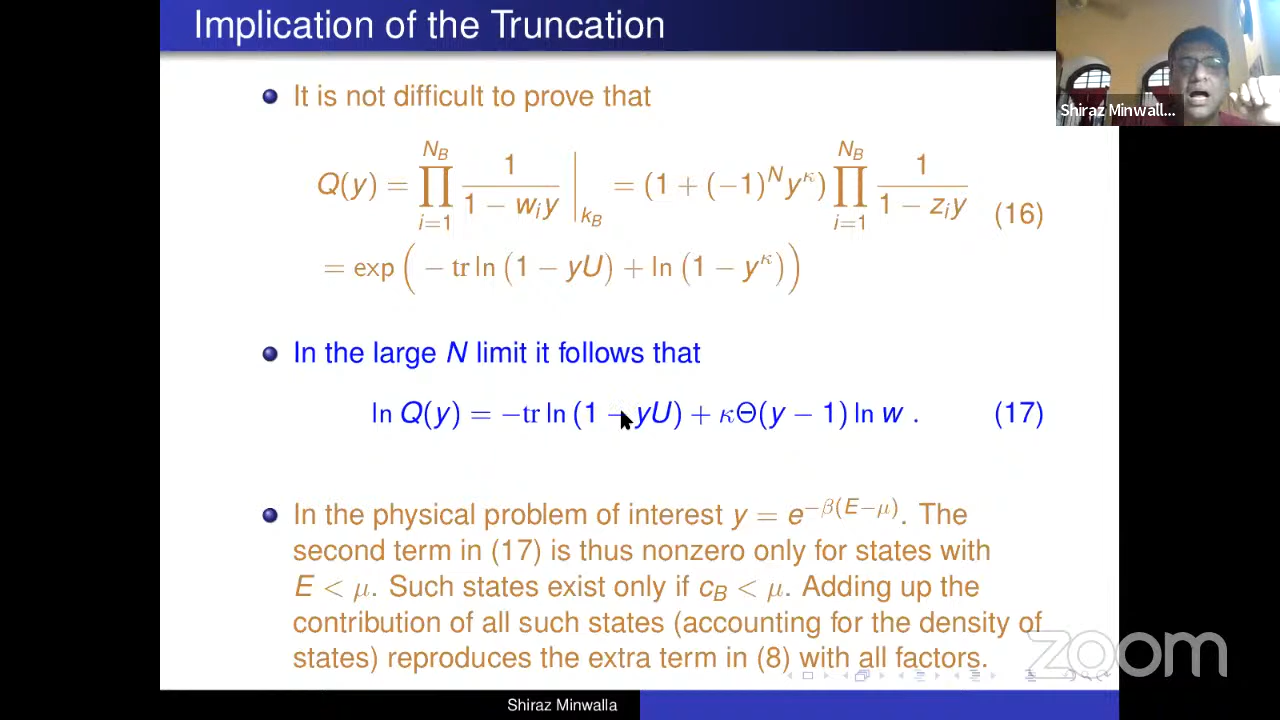 Implication of the Truncation
Shiraz Minwall...
It is not difficult to prove that
Q(y) = ∏_{i=1}^{N_B} 1/(1 − w_i y) |_{k_B} = (1 + (−1)^N y^κ) ∏_{i=1}^{N_B} 1/(1 − z_i y) (16)
= exp ( − tr ln (1 − yU) + ln (1 − y^κ) )
In the large N limit it follows that
ln Q(y) = −tr ln (1 − yU) + κΘ(y − 1) ln w . (17)
In the physical problem of interest y = e^{−β(E−μ)}. The
second term in (17) is thus nonzero only for states with
E < μ. Such states exist only if c_B < μ. Adding up the
contribution of all such states (accounting for the density of
states) reproduces the extra term in (8) with all factors.
zoom
Shiraz Minwalla